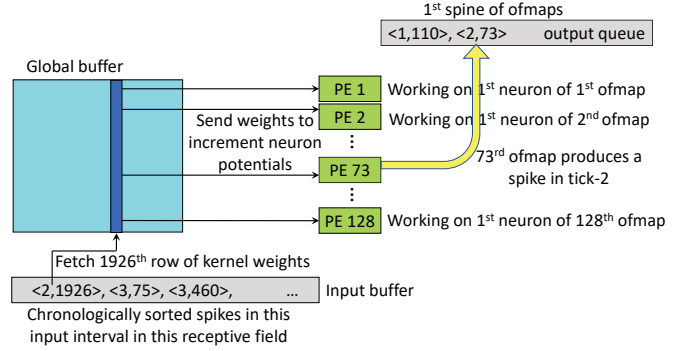 1st spine of ofmaps
<1,110>, <2,73> output queue
Global buffer
PE 1 Working on 1st neuron of 1st ofmap
PE 2 Working on 1st neuron of 2nd ofmap
Send weights to
increment neuron
potentials
...
PE 73
73rd ofmap produces a
spike in tick-2
...
PE 128 Working on 1st neuron of 128th ofmap
Fetch 1926th row of kernel weights
<2,1926>, <3,75>, <3,460>, ... Input buffer
Chronologically sorted spikes in this
input interval in this receptive field